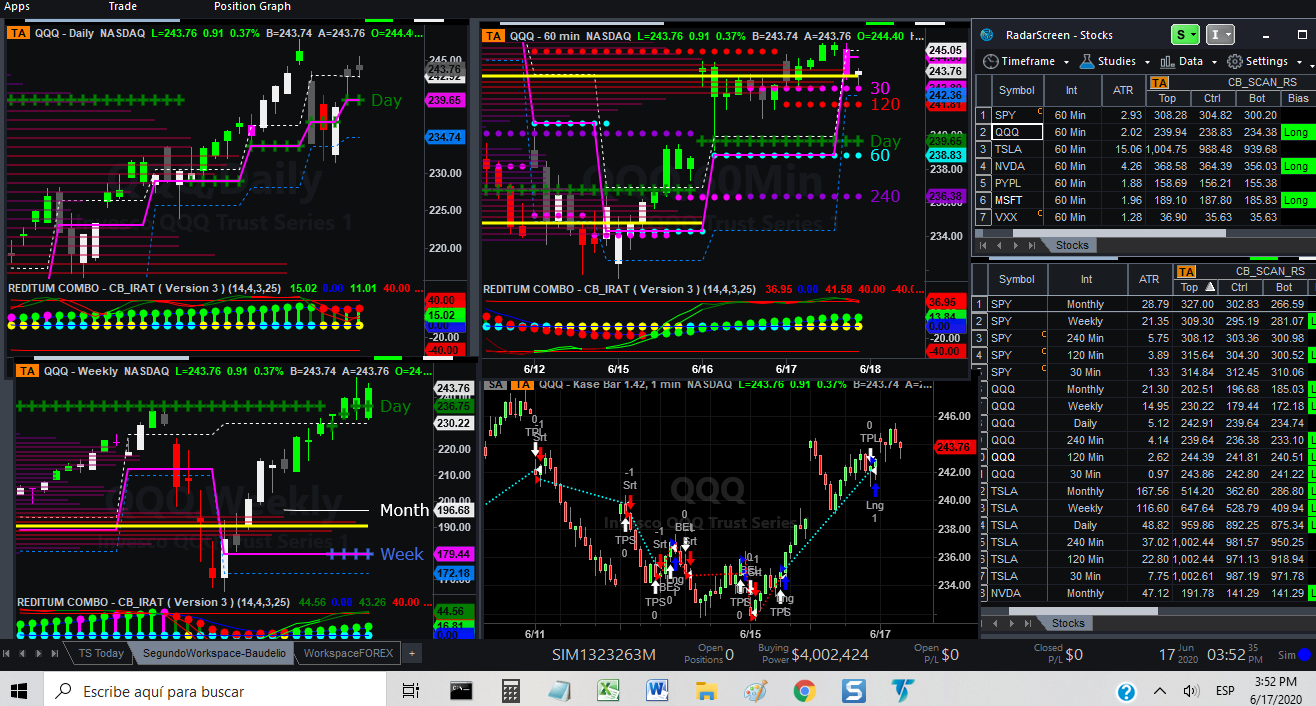 Apps Trade Position Graph
TA QQQ - Daily NASDAQ L=243.76 0.91 0.37% B=243.74 A=243.76 O=244.4...
245.00
243.76
242.92
239.65
234.74
230.00
225.00
220.00
Day
QQQ Daily
Invesco QQQ Trust Series 1
REDITUM COMBO - CB_IRAT ( Version 3 ) (14,4,3,25) 15.02 0.00 11.01 40.00 ...
40.00
15.02
0.00
-20.00
-40.00
TA QQQ - Weekly NASDAQ L=243.76 0.91 0.37% B=243.74 A=243.76 O=24...
243.76
236.75
230.22
220.00
210.00
200.00
196.68
190.00
179.44
172.18
170.00
Day
Month
Week
QQQ Weekly
Invesco QQQ Trust Series 1
REDITUM COMBO - CB_IRAT ( Version 3 ) (14,4,3,25) 44.56 0.00 43.26 40.00 ...
44.56
16.81
0.00
TA QQQ - 60 min NASDAQ L=243.76 0.91 0.37% B=243.74 A=243.76 O=244.40 H...
245.05
244.00
243.76
242.36
241.81
239.65
238.83
238.00
236.38
234.00
30
120
Day
60
240
REDITUM COMBO - CB_IRAT ( Version 3 ) (14,4,3,25) 36.95 0.00 41.58 40.00 -40.0...
36.95
13.84
0.00
-20.00
-40.00
6/12 6/15 6/16 6/17 6/18
SA TA QQQ - Kase Bar 1.42, 1 min NASDAQ L=243.76 0.91 0.37% B=243.74 A=2...
246.00
243.76
242.00
240.00
238.00
236.00
234.00
QQQ
Invesco QQQ Trust Series 1
0
TPL
-1
Srt
-1
Srt
TPS
0
-1
Srt
0
BEL
Srt
Lng
TPS
0
TPS
0
Srt
Lng
TPS
0
TPL
Lng
1
6/11 6/15 6/17
RadarScreen - Stocks S I
Timeframe Studies Data Settings
Symbol Int ATR TA CB_SCAN_RS
Top Ctrl Bot Bias
1 SPY C 60 Min 2.93 308.28 304.82 300.20
2 QQQ 60 Min 2.02 239.94 238.83 234.38 Long
3 TSLA 60 Min 15.06 1,004.75 988.48 939.68
4 NVDA 60 Min 4.26 368.58 364.39 356.03 Long
5 PYPL 60 Min 1.88 158.69 156.21 155.38
6 MSFT 60 Min 1.96 189.10 187.80 185.83 Long
7 VXX C 60 Min 1.28 36.90 35.63 35.63
Stocks
Symbol Int ATR TA CB_SCAN_RS
Top Ctrl Bot
1 SPY Monthly 28.79 327.00 302.83 266.59
2 SPY Weekly 21.35 309.30 295.19 281.07 L
3 SPY C 240 Min 5.75 308.12 303.36 300.98
4 SPY C 120 Min 3.89 315.64 304.30 300.52 L
SPY C 30 Min 1.33 314.84 312.45 310.06
QQQ Monthly 21.30 202.51 196.68 185.03 L
QQQ Weekly 14.95 230.22 179.44 172.18 L
QQQ Daily 5.12 242.91 239.64 234.74
QQQ 240 Min 4.14 239.64 236.38 233.10 L
QQQ 120 Min 2.62 244.39 241.81 240.51 L
QQQ 30 Min 0.97 243.86 242.80 241.22 L
TSLA Monthly 167.56 514.20 362.60 286.80 L
TSLA Weekly 116.60 647.64 528.79 409.94 L
TSLA Daily 48.82 959.86 892.25 875.34 L
TSLA 240 Min 37.02 1,002.44 981.57 950.25
TSLA 120 Min 22.80 1,002.44 971.13 918.94
TSLA 30 Min 7.75 1,002.61 987.19 971.78
NVDA Monthly 47.12 191.78 141.29 141.29 L
Stocks
TS Today SegundoWorkspace-Baudelio WorkspaceFOREX +
SIM1323263M Open Positions 0 Buying Power $4,002,424 Open P/L $0 Closed P/L $0 17 Jun 2020 03:52 35 PM Sim
Escribe aquí para buscar
ESP
3:52 PM
6/17/2020